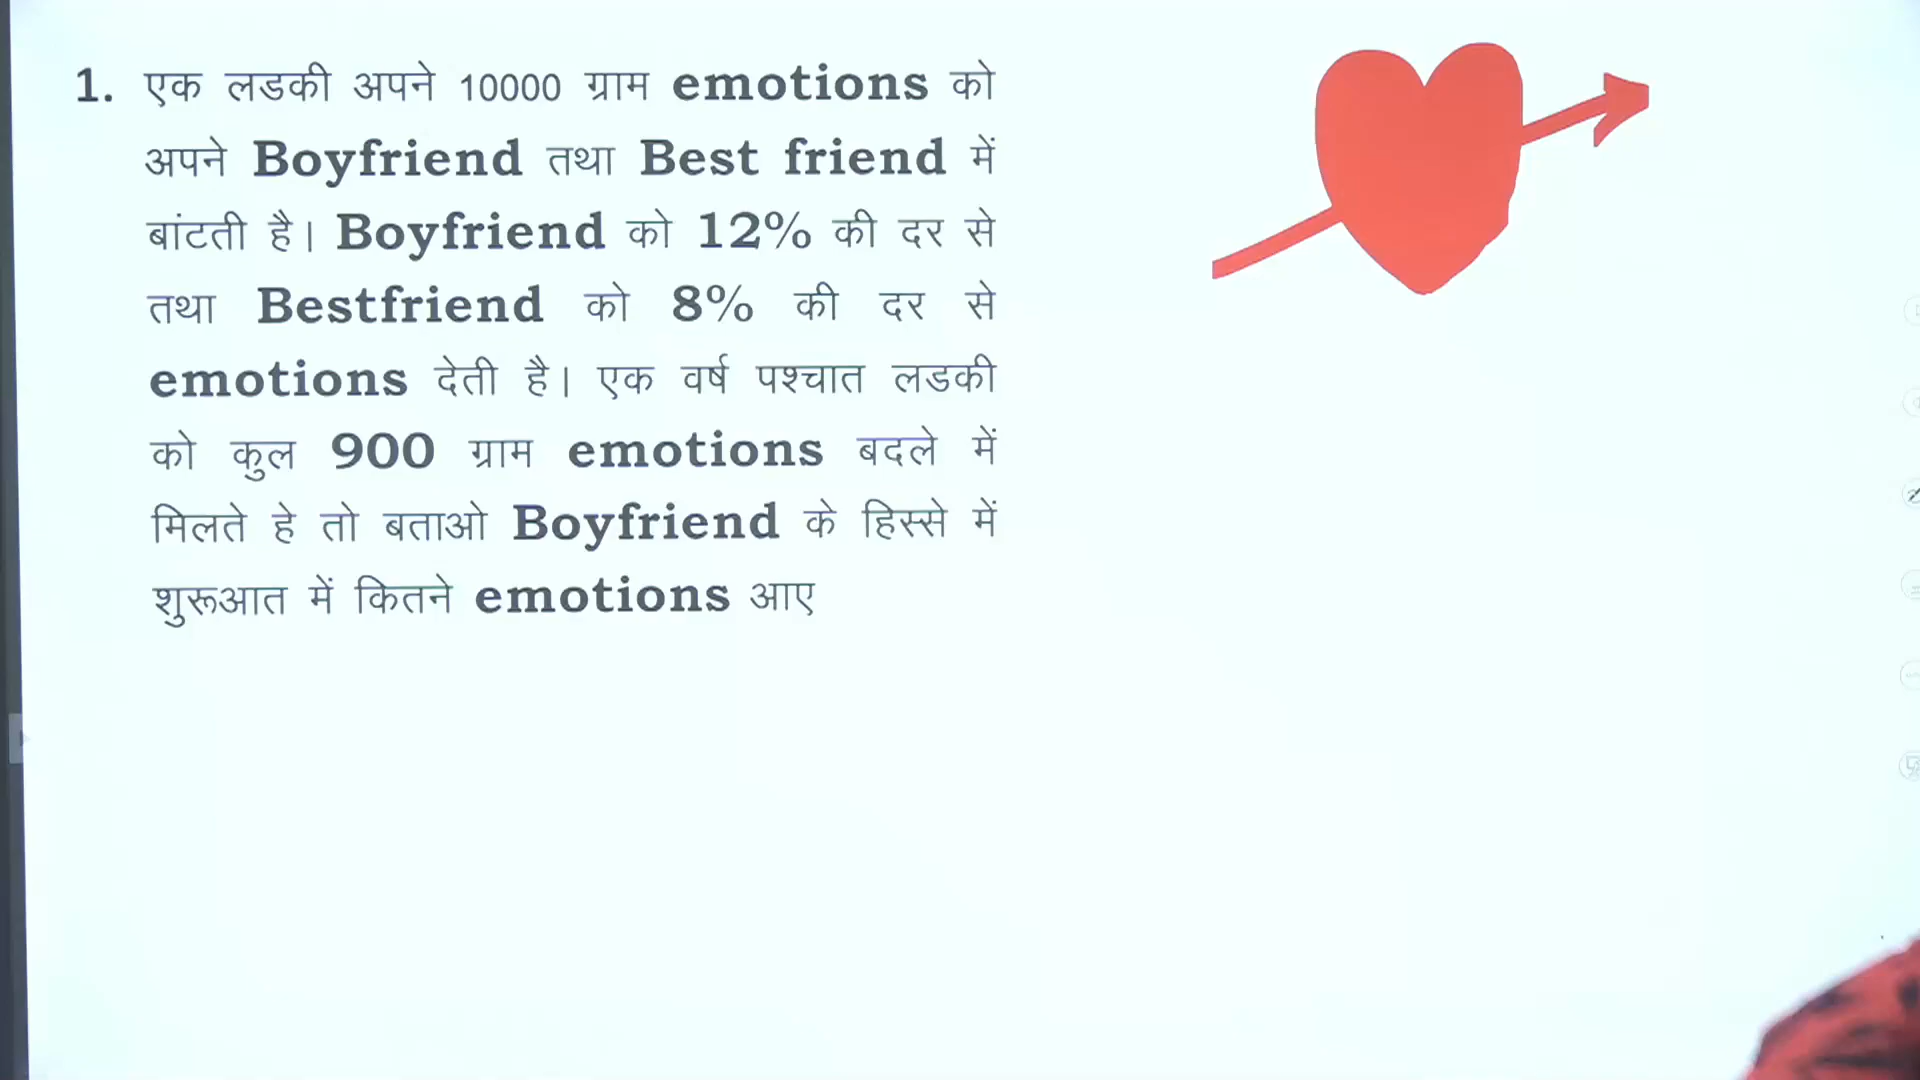 1. एक लडकी अपने 10000 ग्राम emotions को
अपने Boyfriend तथा Best friend में
बांटती है। Boyfriend को 12% की दर से
तथा Bestfriend को 8% की दर से
emotions देती है। एक वर्ष पश्चात लडकी
को कुल 900 ग्राम emotions बदले में
मिलते हे तो बताओ Boyfriend के हिस्से में
शुरूआत में कितने emotions आए